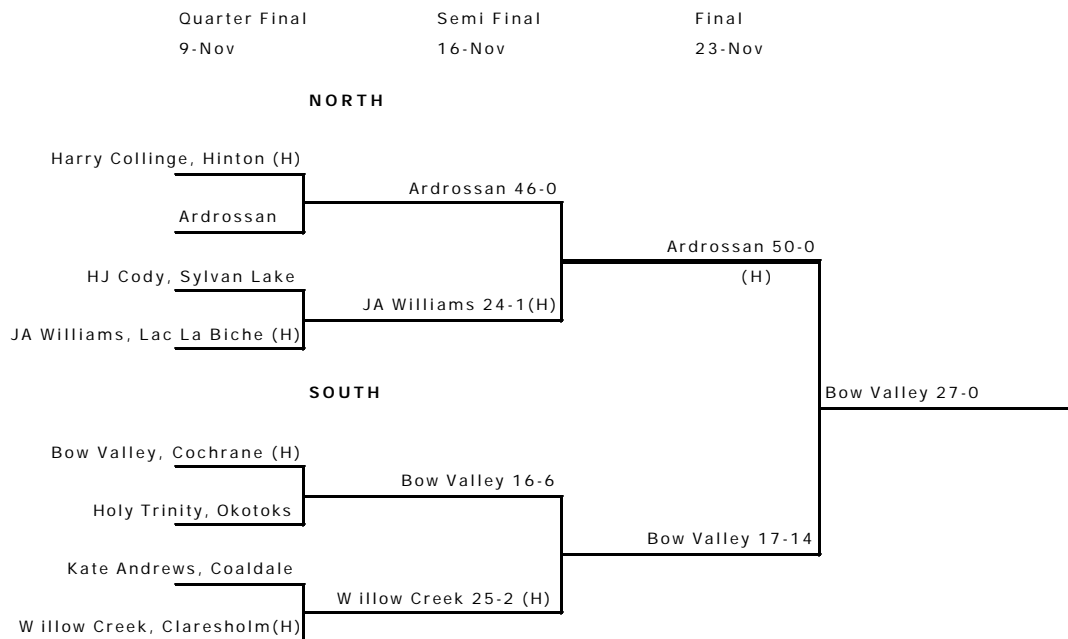 Quarter Final Semi Final Final
9-Nov 16-Nov 23-Nov
NORTH
Harry Collinge, Hinton (H)
Ardrossan 46-0
Ardrossan
Ardrossan 50-0
HJ Cody, Sylvan Lake
(H)
JA Williams 24-1(H)
JA Williams, Lac La Biche (H)
SOUTH
Bow Valley 27-0
Bow Valley, Cochrane (H)
Bow Valley 16-6
Holy Trinity, Okotoks
Bow Valley 17-14
Kate Andrews, Coaldale
Willow Creek 25-2 (H)
Willow Creek, Claresholm(H)